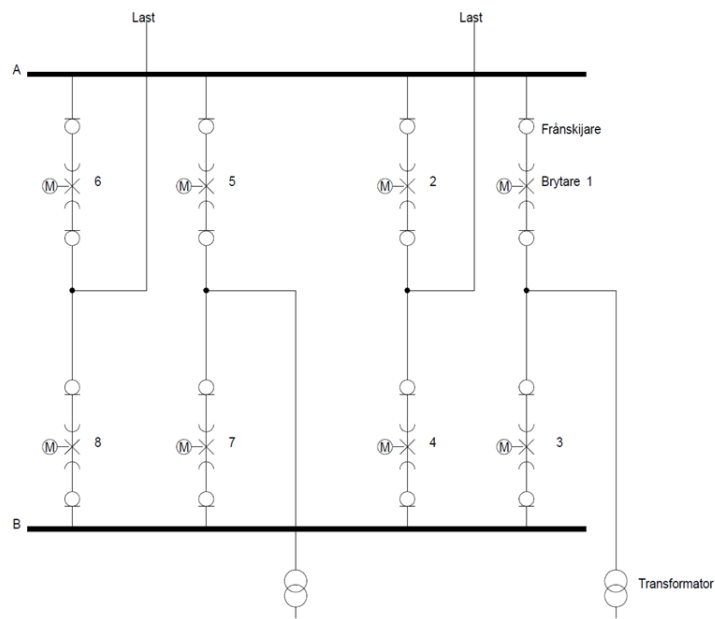 Last Last
A
Frånskijare
M 6 M 5 M 2 M Brytare 1
M 8 M 7 M 4 M 3
B
Transformator